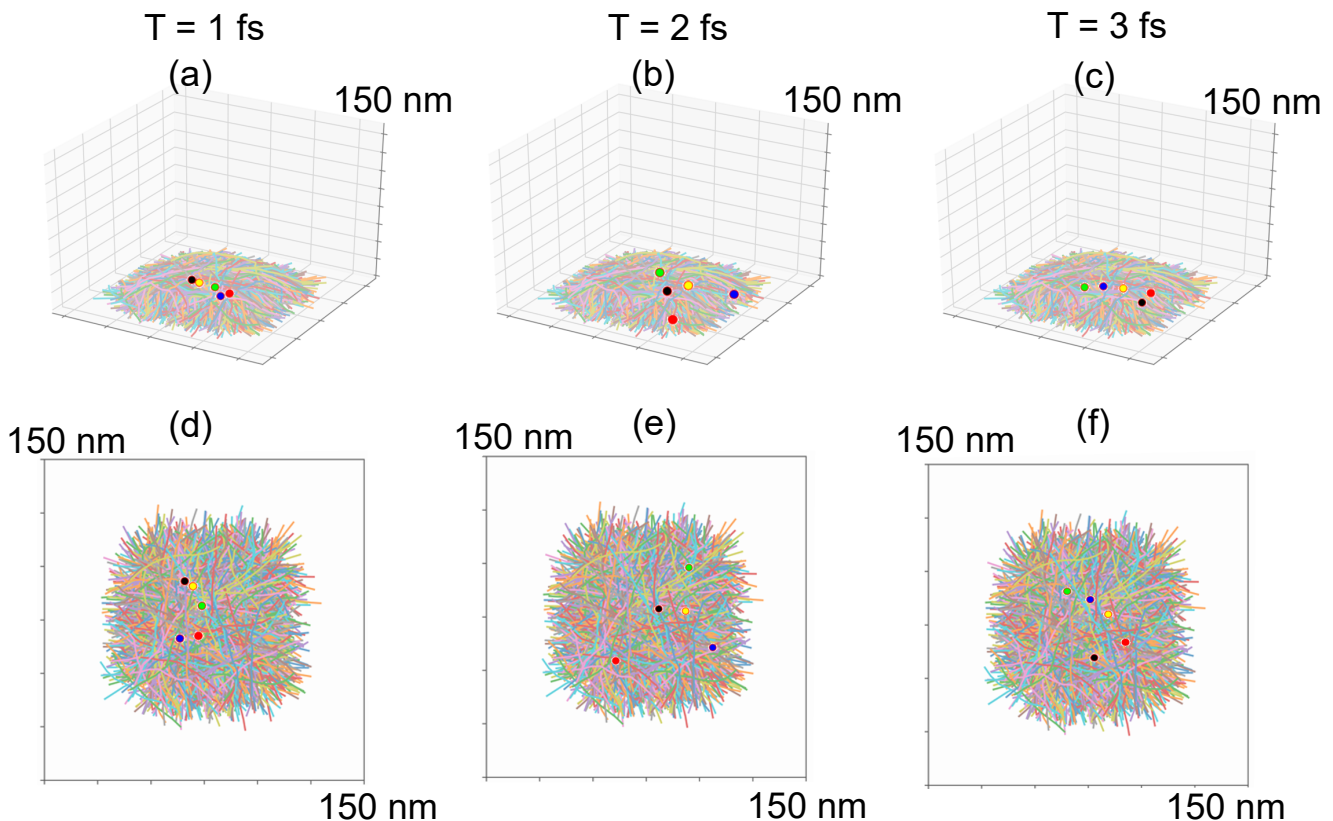 T = 1 fs
T = 2 fs
T = 3 fs
(a)
(b)
(c)
150 nm
150 nm
150 nm
(d)
(e)
(f)
150 nm
150 nm
150 nm
150 nm
150 nm
150 nm